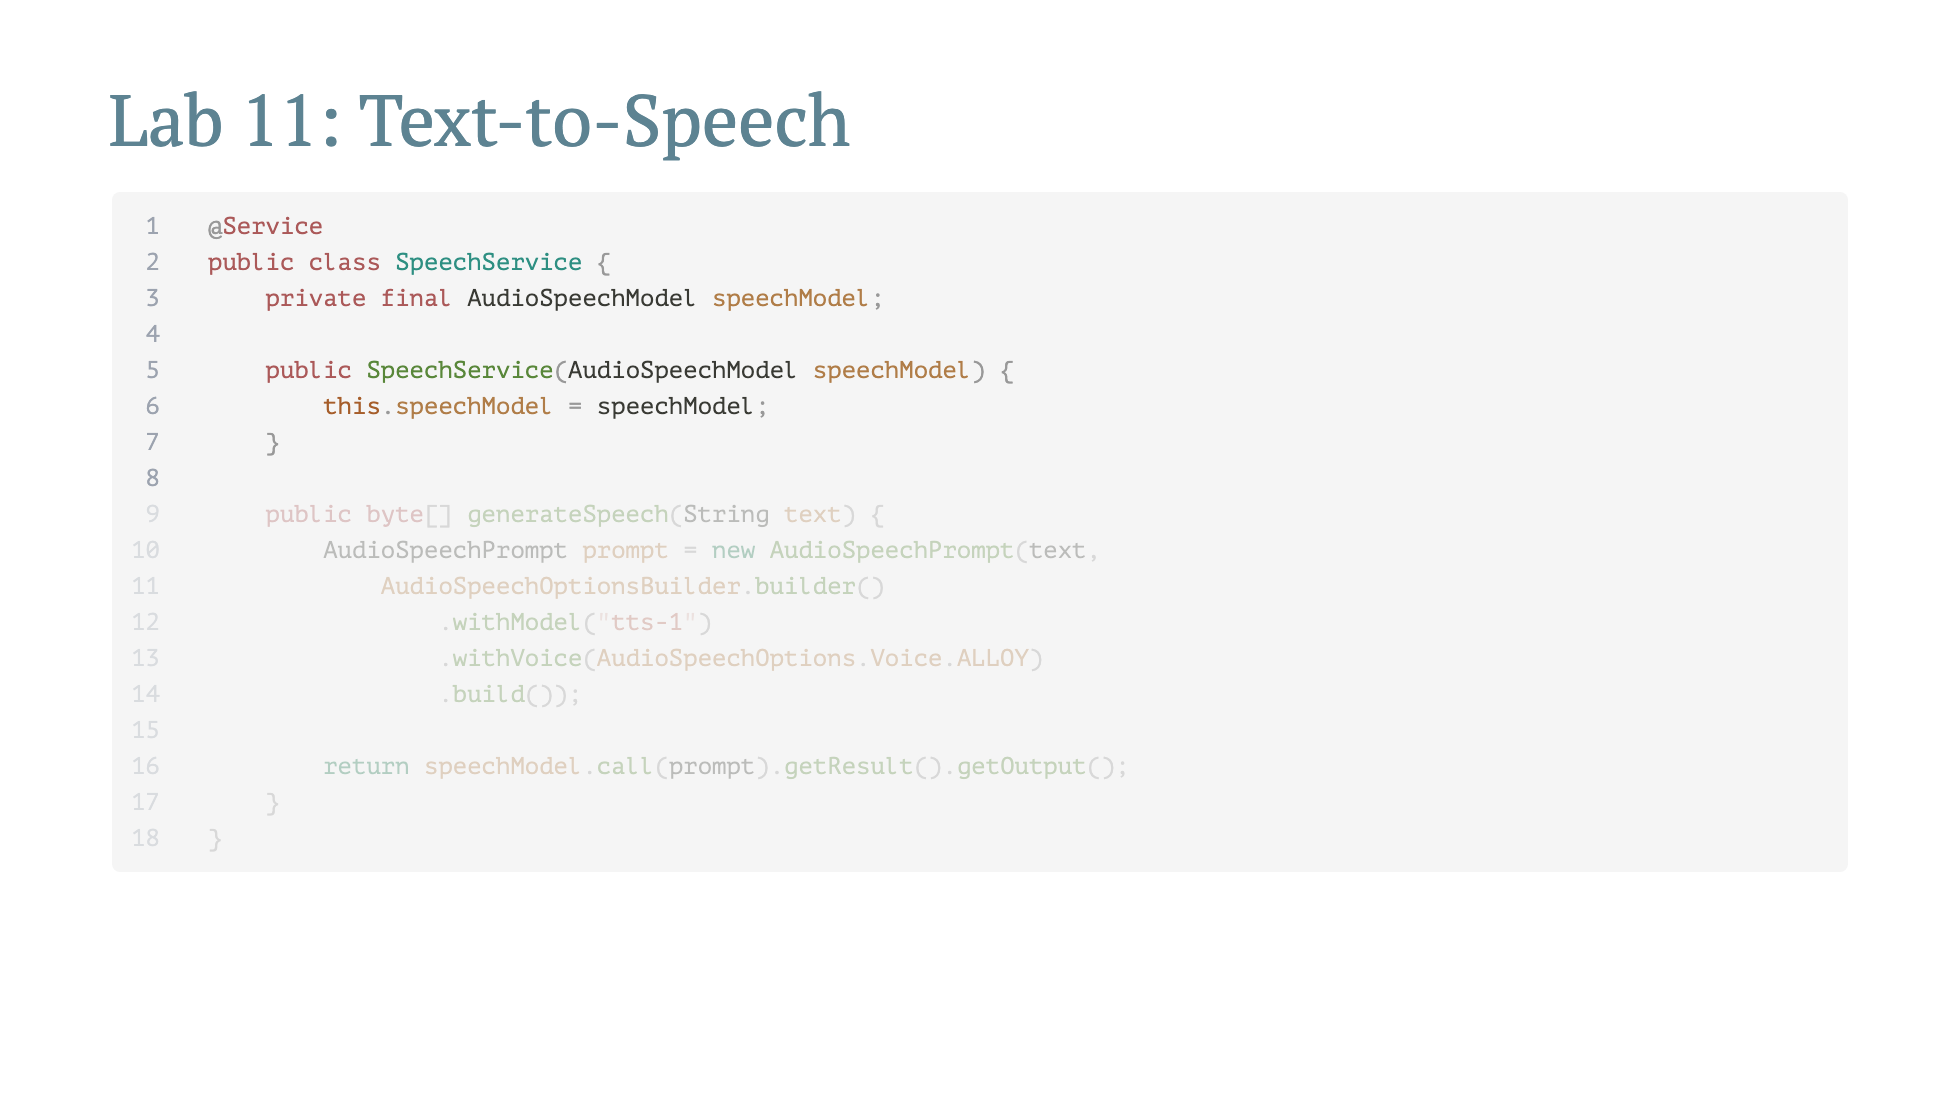 Lab 11: Text-to-Speech
1 @Service
2 public class SpeechService {
3     private final AudioSpeechModel speechModel;
4
5     public SpeechService(AudioSpeechModel speechModel) {
6         this.speechModel = speechModel;
7     }
8
9     public byte[] generateSpeech(String text) {
10         AudioSpeechPrompt prompt = new AudioSpeechPrompt(text,
11             AudioSpeechOptionsBuilder.builder()
12                 .withModel("tts-1")
13                 .withVoice(AudioSpeechOptions.Voice.ALLOY)
14                 .build());
15
16         return speechModel.call(prompt).getResult().getOutput();
17     }
18 }